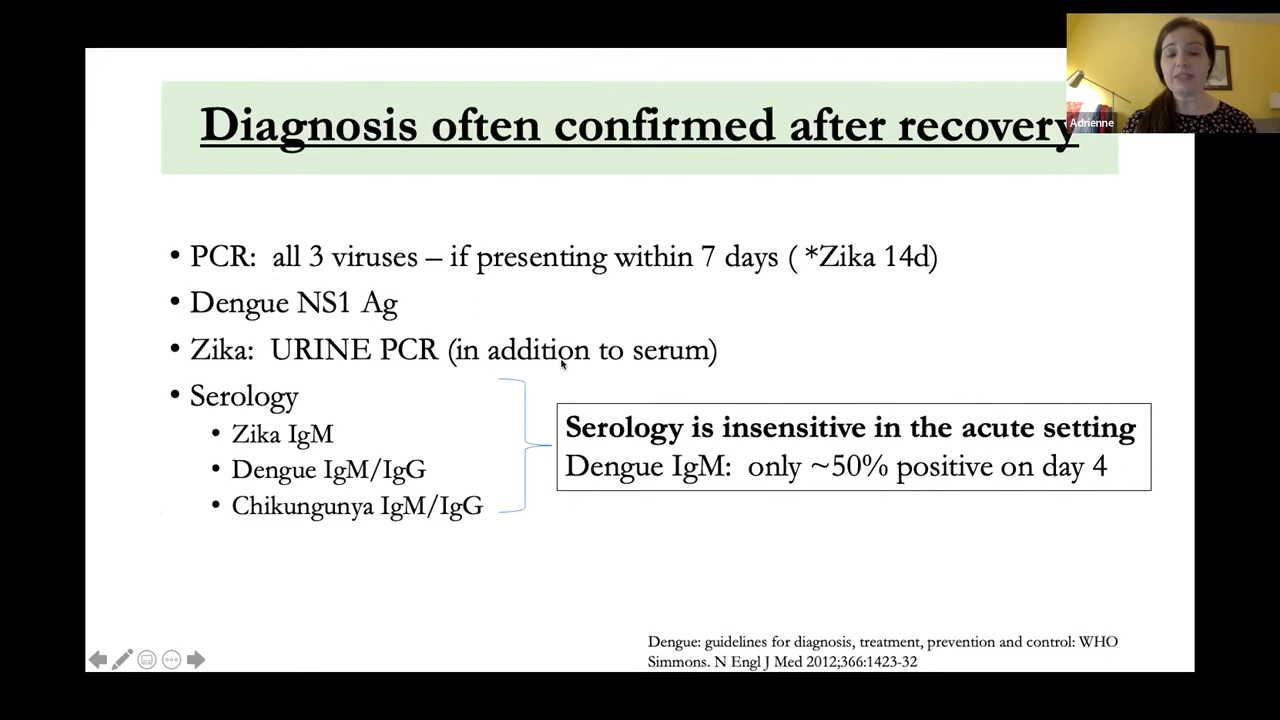 Diagnosis often confirmed after recovery
Adrienne
• PCR: all 3 viruses – if presenting within 7 days ( *Zika 14d)
• Dengue NS1 Ag
• Zika: URINE PCR (in addition to serum)
• Serology
• Zika IgM
• Dengue IgM/IgG
• Chikungunya IgM/IgG
Serology is insensitive in the acute setting
Dengue IgM: only ~50% positive on day 4
Dengue: guidelines for diagnosis, treatment, prevention and control: WHO
Simmons. N Engl J Med 2012;366:1423-32